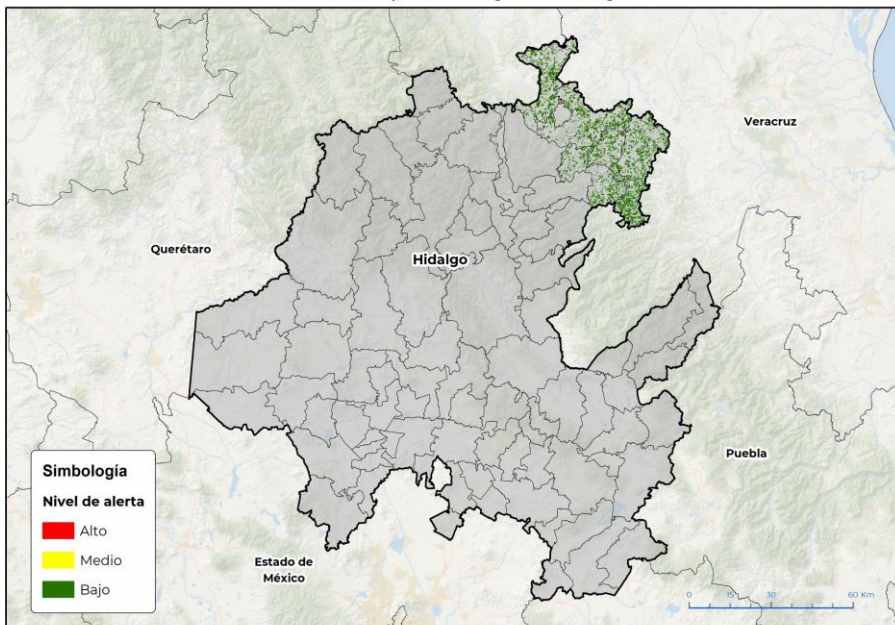 Veracruz
Querétaro
Hidalgo
Puebla
Estado de
México
Simbología
Nivel de alerta
Alto
Medio
Bajo
0 15 30 60 Km